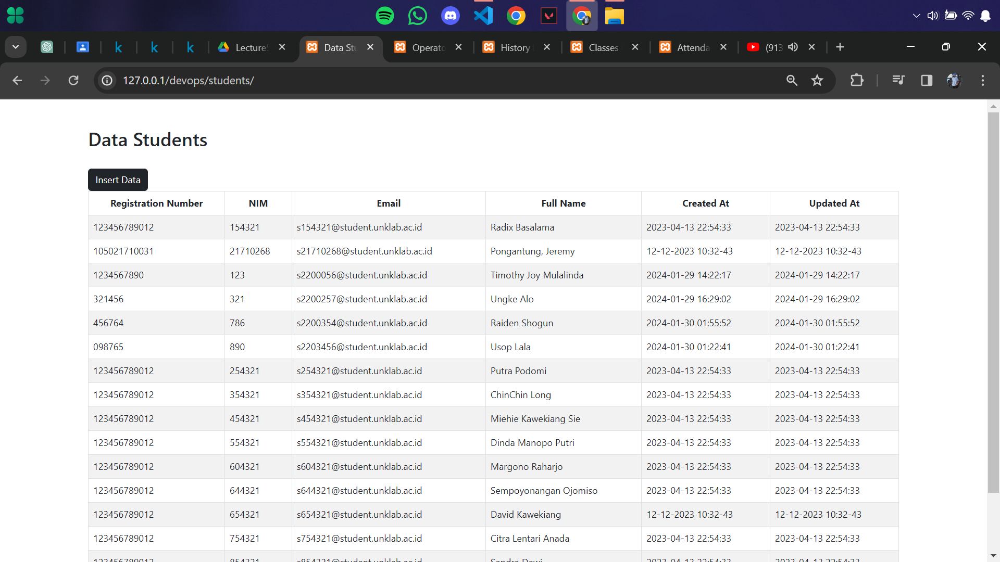 Lecture
Data Stu
Operato
History
Classes
Attenda
(913
127.0.0.1/devops/students/
Data Students
Insert Data
Registration Number NIM Email Full Name Created At Updated At
123456789012 154321 s154321@student.unklab.ac.id Radix Basalama 2023-04-13 22:54:33 2023-04-13 22:54:33
105021710031 21710268 s21710268@student.unklab.ac.id Pongantung, Jeremy 12-12-2023 10:32-43 12-12-2023 10:32-43
1234567890 123 s2200056@student.unklab.ac.id Timothy Joy Mulalinda 2024-01-29 14:22:17 2024-01-29 14:22:17
321456 321 s2200257@student.unklab.ac.id Ungke Alo 2024-01-29 16:29:02 2024-01-29 16:29:02
456764 786 s2200354@student.unklab.ac.id Raiden Shogun 2024-01-30 01:55:52 2024-01-30 01:55:52
098765 890 s2203456@student.unklab.ac.id Usop Lala 2024-01-30 01:22:41 2024-01-30 01:22:41
123456789012 254321 s254321@student.unklab.ac.id Putra Podomi 2023-04-13 22:54:33 2023-04-13 22:54:33
123456789012 354321 s354321@student.unklab.ac.id ChinChin Long 2023-04-13 22:54:33 2023-04-13 22:54:33
123456789012 454321 s454321@student.unklab.ac.id Miehie Kawekiang Sie 2023-04-13 22:54:33 2023-04-13 22:54:33
123456789012 554321 s554321@student.unklab.ac.id Dinda Manopo Putri 2023-04-13 22:54:33 2023-04-13 22:54:33
123456789012 604321 s604321@student.unklab.ac.id Margono Raharjo 2023-04-13 22:54:33 2023-04-13 22:54:33
123456789012 644321 s644321@student.unklab.ac.id Sempoyonangan Ojomiso 2023-04-13 22:54:33 2023-04-13 22:54:33
123456789012 654321 s654321@student.unklab.ac.id David Kawekiang 12-12-2023 10:32-43 12-12-2023 10:32-43
123456789012 754321 s754321@student.unklab.ac.id Citra Lentari Anada 2023-04-13 22:54:33 2023-04-13 22:54:33